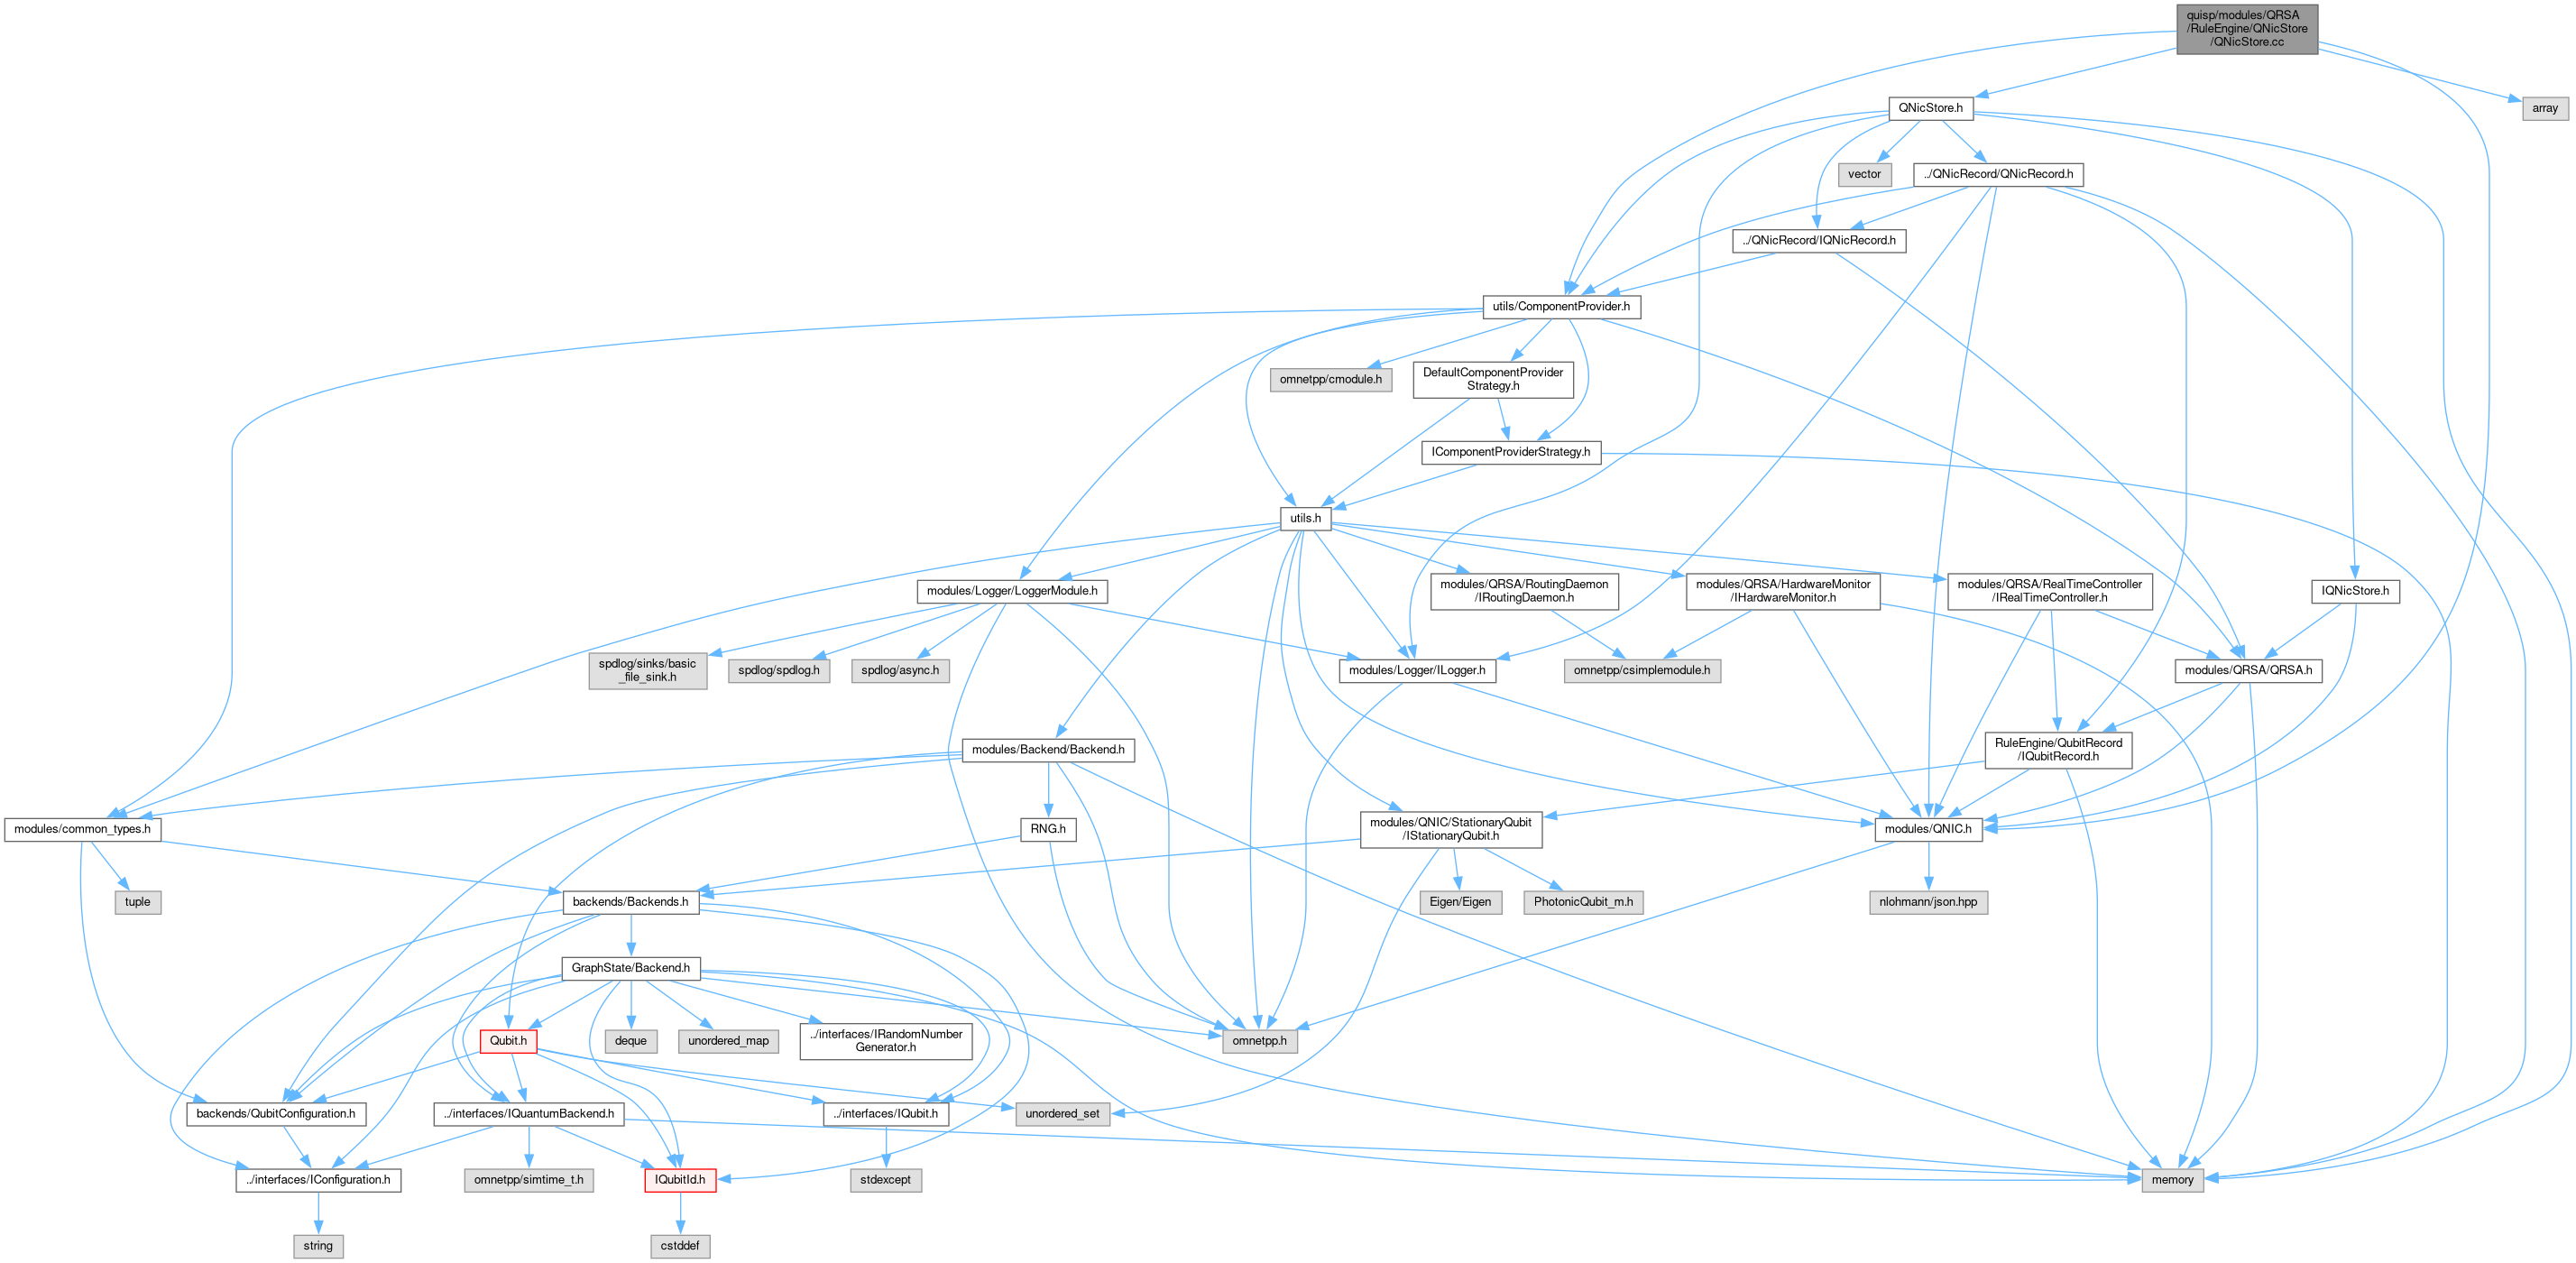 quisp/modules/QRSA
/RuleEngine/QNicStore
/QNicStore.cc
QNicStore.h
array
vector
../QNicRecord/QNicRecord.h
../QNicRecord/IQNicRecord.h
utils/ComponentProvider.h
omnetpp/cmodule.h
DefaultComponentProvider
Strategy.h
IComponentProviderStrategy.h
utils.h
modules/Logger/LoggerModule.h
modules/QRSA/RoutingDaemon
/IRoutingDaemon.h
modules/QRSA/HardwareMonitor
/IHardwareMonitor.h
modules/QRSA/RealTimeController
/IRealTimeController.h
IQNicStore.h
spdlog/sinks/basic
_file_sink.h
spdlog/spdlog.h
spdlog/async.h
modules/Logger/ILogger.h
omnetpp/csimplemodule.h
modules/QRSA/QRSA.h
modules/Backend/Backend.h
RuleEngine/QubitRecord
/IQubitRecord.h
modules/common_types.h
RNG.h
modules/QNIC/StationaryQubit
/IStationaryQubit.h
modules/QNIC.h
tuple
backends/Backends.h
Eigen/Eigen
PhotonicQubit_m.h
nlohmann/json.hpp
GraphState/Backend.h
Qubit.h
deque
unordered_map
../interfaces/IRandomNumber
Generator.h
omnetpp.h
backends/QubitConfiguration.h
../interfaces/IQuantumBackend.h
../interfaces/IQubit.h
unordered_set
../interfaces/IConfiguration.h
omnetpp/simtime_t.h
IQubitId.h
stdexcept
memory
string
cstddef